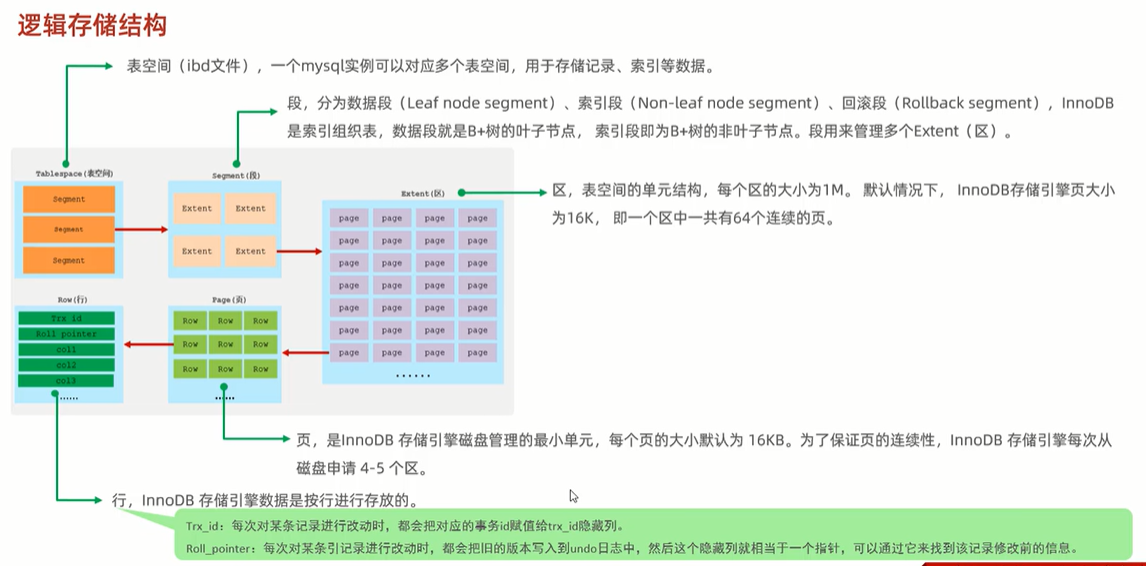 逻辑存储结构
表空间（ibd文件），一个mysql实例可以对应多个表空间，用于存储记录、索引等数据。
段，分为数据段（Leaf node segment）、索引段（Non-leaf node segment）、回滚段（Rollback segment），InnoDB
是索引组织表，数据段就是B+树的叶子节点， 索引段即为B+树的非叶子节点。段用来管理多个Extent（区）。
Tablespace(表空间)
Segment
Segment
Segment
Segment(段)
Extent Extent
Extent Extent
Extent(区)
page page page page
page page page page
page page page page
page page page page
page page page page
page page page page
page page page page
......
区，表空间的单元结构，每个区的大小为1M。 默认情况下， InnoDB存储引擎页大小
为16K， 即一个区中一共有64个连续的页。
Row(行)
Trx id
Roll pointer
col1
col2
col3
......
Page(页)
Row Row Row
Row Row Row
Row Row Row
......
页，是InnoDB 存储引擎磁盘管理的最小单元，每个页的大小默认为 16KB。为了保证页的连续性，InnoDB 存储引擎每次从
磁盘申请 4-5 个区。
行，InnoDB 存储引擎数据是按行进行存放的。
Trx_id：每次对某条记录进行改动时，都会把对应的事务id赋值给trx_id隐藏列。
Roll_pointer：每次对某条引记录进行改动时，都会把旧的版本写入到undo日志中，然后这个隐藏列就相当于一个指针，可以通过它来找到该记录修改前的信息。